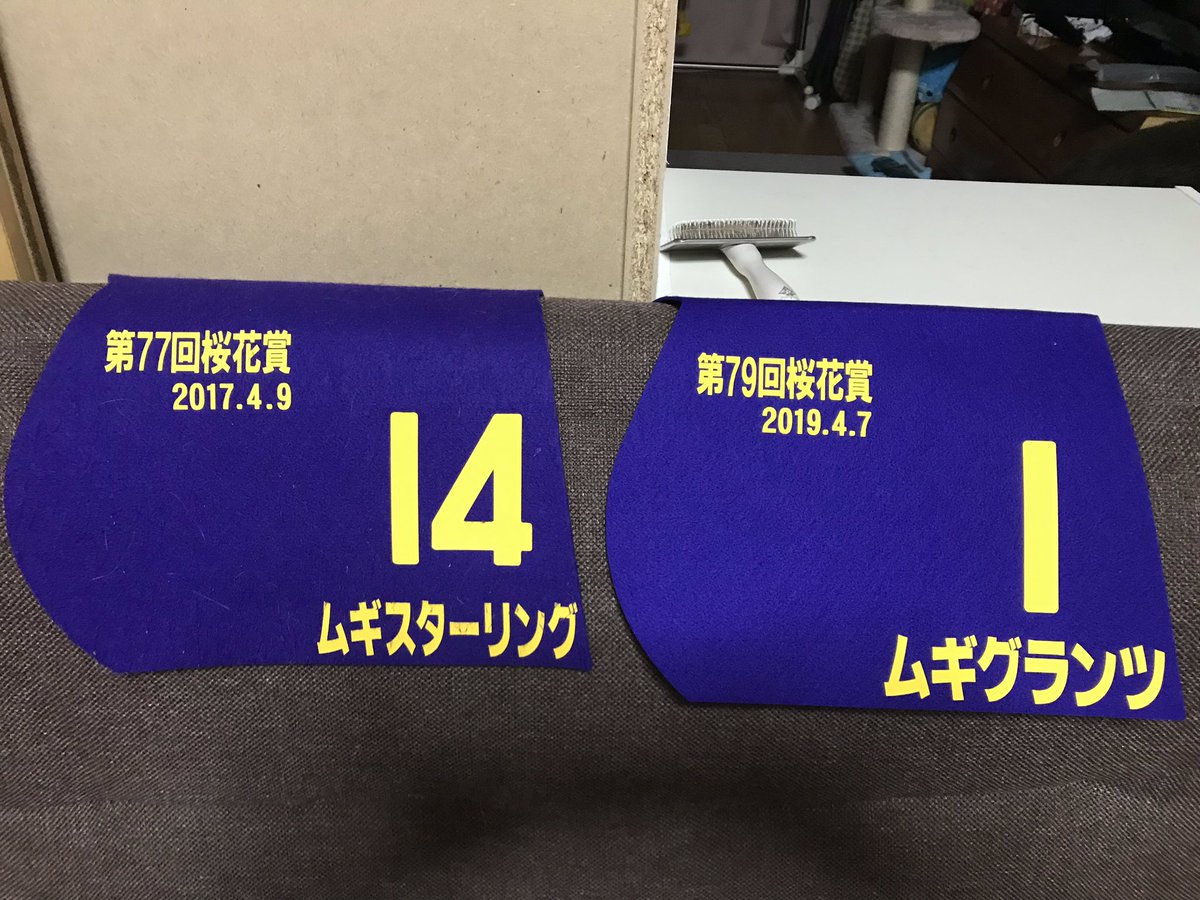 第77回桜花賞
2017.4.9
14
ムギスターリング
第79回桜花賞
2019.4.7
1
ムギグランツ